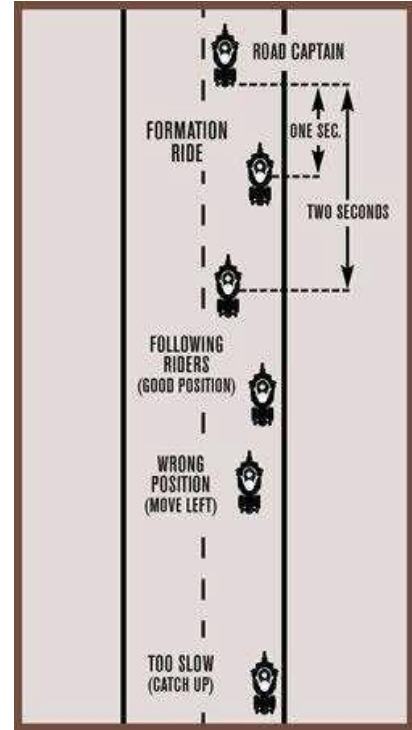 ROAD CAPTAIN
FORMATION
RIDE
ONE SEC.
TWO SECONDS
FOLLOWING
RIDERS
(GOOD POSITION)
WRONG
POSITION
(MOVE LEFT)
TOO SLOW
(CATCH UP)